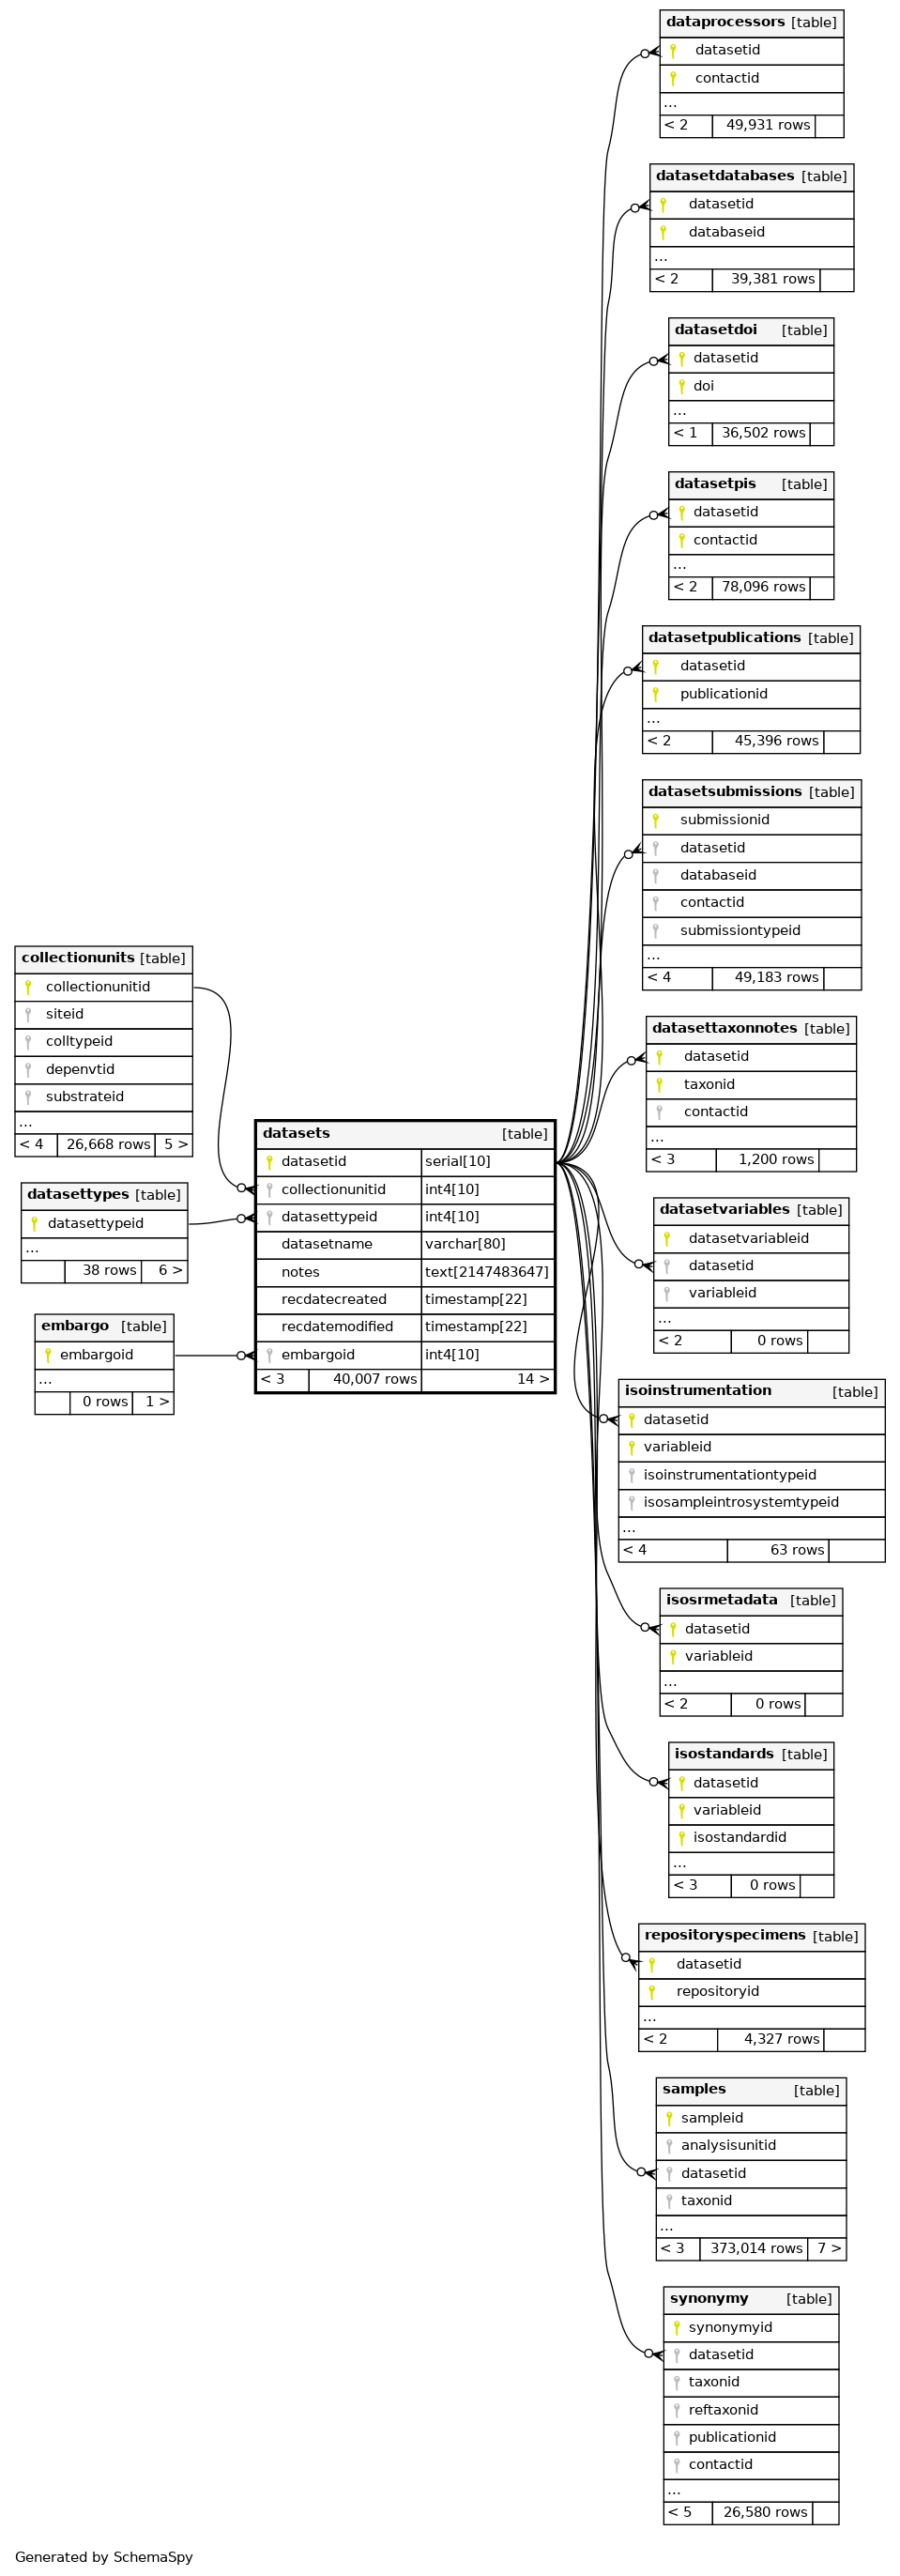 dataprocessors [table]
datasetid
contactid
...
< 2 49,931 rows
datasetdatabases [table]
datasetid
databaseid
...
< 2 39,381 rows
datasetdoi [table]
datasetid
doi
...
< 1 36,502 rows
datasetpis [table]
datasetid
contactid
...
< 2 78,096 rows
datasetpublications [table]
datasetid
publicationid
...
< 2 45,396 rows
datasetsubmissions [table]
submissionid
datasetid
databaseid
contactid
submissiontypeid
...
< 4 49,183 rows
collectionunits [table]
collectionunitid
siteid
colltypeid
depenvtid
substrateid
...
< 4 26,668 rows 5 >
datasettypes [table]
datasettypeid
...
38 rows 6 >
embargo [table]
embargoid
...
0 rows 1 >
datasets [table]
datasetid serial[10]
collectionunitid int4[10]
datasettypeid int4[10]
datasetname varchar[80]
notes text[2147483647]
recdatecreated timestamp[22]
recdatemodified timestamp[22]
embargoid int4[10]
< 3 40,007 rows 14 >
datasettaxonnotes [table]
datasetid
taxonid
contactid
...
< 3 1,200 rows
datasetvariables [table]
datasetvariableid
datasetid
variableid
...
< 2 0 rows
isoinstrumentation [table]
datasetid
variableid
isoinstrumentationtypeid
isosampleintrosystemtypeid
...
< 4 63 rows
isosrmetadata [table]
datasetid
variableid
...
< 2 0 rows
isostandards [table]
datasetid
variableid
isostandardid
...
< 3 0 rows
repositoryspecimens [table]
datasetid
repositoryid
...
< 2 4,327 rows
samples [table]
sampleid
analysisunitid
datasetid
taxonid
...
< 3 373,014 rows 7 >
synonymy [table]
synonymyid
datasetid
taxonid
reftaxonid
publicationid
contactid
...
< 5 26,580 rows
Generated by SchemaSpy